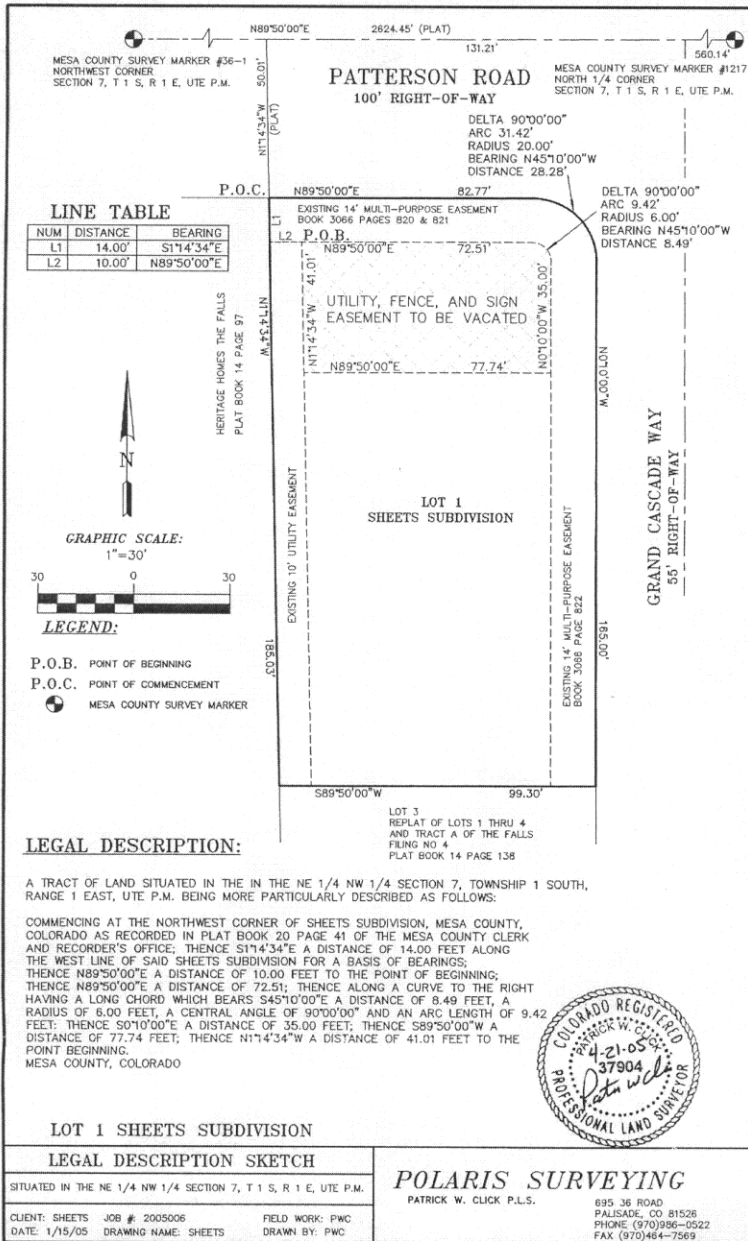 N89°50'00"E 2624.45' (PLAT)
131.21'
560.14'
MESA COUNTY SURVEY MARKER #36-1
NORTHWEST CORNER
SECTION 7, T 1 S, R 1 E, UTE P.M.
N1°14'34"W 50.01'
(PLAT)
PATTERSON ROAD
100' RIGHT-OF-WAY
MESA COUNTY SURVEY MARKER #1217
NORTH 1/4 CORNER
SECTION 7, T 1 S, R 1 E, UTE P.M.
DELTA 90°00'00"
ARC 31.42'
RADIUS 20.00'
BEARING N45°10'00"W
DISTANCE 28.28'
P.O.C. N89°50'00"E 82.77'
DELTA 90°00'00"
ARC 9.42'
RADIUS 6.00'
BEARING N45°10'00"W
DISTANCE 8.49'
LINE TABLE
NUM DISTANCE BEARING
L1 14.00' S1°14'34"E
L2 10.00' N89°50'00"E
L1
EXISTING 14' MULTI-PURPOSE EASEMENT
BOOK 3066 PAGES 820 & 821
L2 P.O.B.
N89°50'00"E 72.51'
N1°14'34"W 41.01'
UTILITY, FENCE, AND SIGN
EASEMENT TO BE VACATED
N0°10'00"W 35.00'
N89°50'00"E 77.74'
HERITAGE HOMES THE FALLS
PLAT BOOK 14 PAGE 97
N1°14'34"W
185.03'
N0°10'00"W
165.00'
GRAND CASCADE WAY
55' RIGHT-OF-WAY
N
LOT 1
SHEETS SUBDIVISION
EXISTING 10' UTILITY EASEMENT
EXISTING 14' MULTI-PURPOSE EASEMENT
BOOK 3066 PAGE 822
GRAPHIC SCALE:
1"=30'
30 0 30
LEGEND:
P.O.B. POINT OF BEGINNING
P.O.C. POINT OF COMMENCEMENT
MESA COUNTY SURVEY MARKER
S89°50'00"W 99.30'
LOT 3
REPLAT OF LOTS 1 THRU 4
AND TRACT A OF THE FALLS
FILING NO 4
PLAT BOOK 14 PAGE 138
LEGAL DESCRIPTION:
A TRACT OF LAND SITUATED IN THE IN THE NE 1/4 NW 1/4 SECTION 7, TOWNSHIP 1 SOUTH,
RANGE 1 EAST, UTE P.M. BEING MORE PARTICULARLY DESCRIBED AS FOLLOWS:
COMMENCING AT THE NORTHWEST CORNER OF SHEETS SUBDIVISION, MESA COUNTY,
COLORADO AS RECORDED IN PLAT BOOK 20 PAGE 41 OF THE MESA COUNTY CLERK
AND RECORDER'S OFFICE; THENCE S1°14'34"E A DISTANCE OF 14.00 FEET ALONG
THE WEST LINE OF SAID SHEETS SUBDIVISION FOR A BASIS OF BEARINGS;
THENCE N89°50'00"E A DISTANCE OF 10.00 FEET TO THE POINT OF BEGINNING;
THENCE N89°50'00"E A DISTANCE OF 72.51; THENCE ALONG A CURVE TO THE RIGHT
HAVING A LONG CHORD WHICH BEARS S45°10'00"E A DISTANCE OF 8.49 FEET, A
RADIUS OF 6.00 FEET, A CENTRAL ANGLE OF 90°00'00" AND AN ARC LENGTH OF 9.42
FEET: THENCE S0°10'00"E A DISTANCE OF 35.00 FEET; THENCE S89°50'00"W A
DISTANCE OF 77.74 FEET; THENCE N1°14'34"W A DISTANCE OF 41.01 FEET TO THE
POINT BEGINNING.
MESA COUNTY, COLORADO
COLORADO REGISTERED
PATRICK W. CLICK
4-21-05
37904
Patrick W Click
PROFESSIONAL LAND SURVEYOR
LOT 1 SHEETS SUBDIVISION
LEGAL DESCRIPTION SKETCH
SITUATED IN THE NE 1/4 NW 1/4 SECTION 7, T 1 S, R 1 E, UTE P.M.
CLIENT: SHEETS JOB #: 2005006 FIELD WORK: PWC
DATE: 1/15/05 DRAWING NAME: SHEETS DRAWN BY: PWC
POLARIS SURVEYING
PATRICK W. CLICK P.L.S.
695 36 ROAD
PALISADE, CO 81526
PHONE (970)986-0522
FAX (970)464-7569